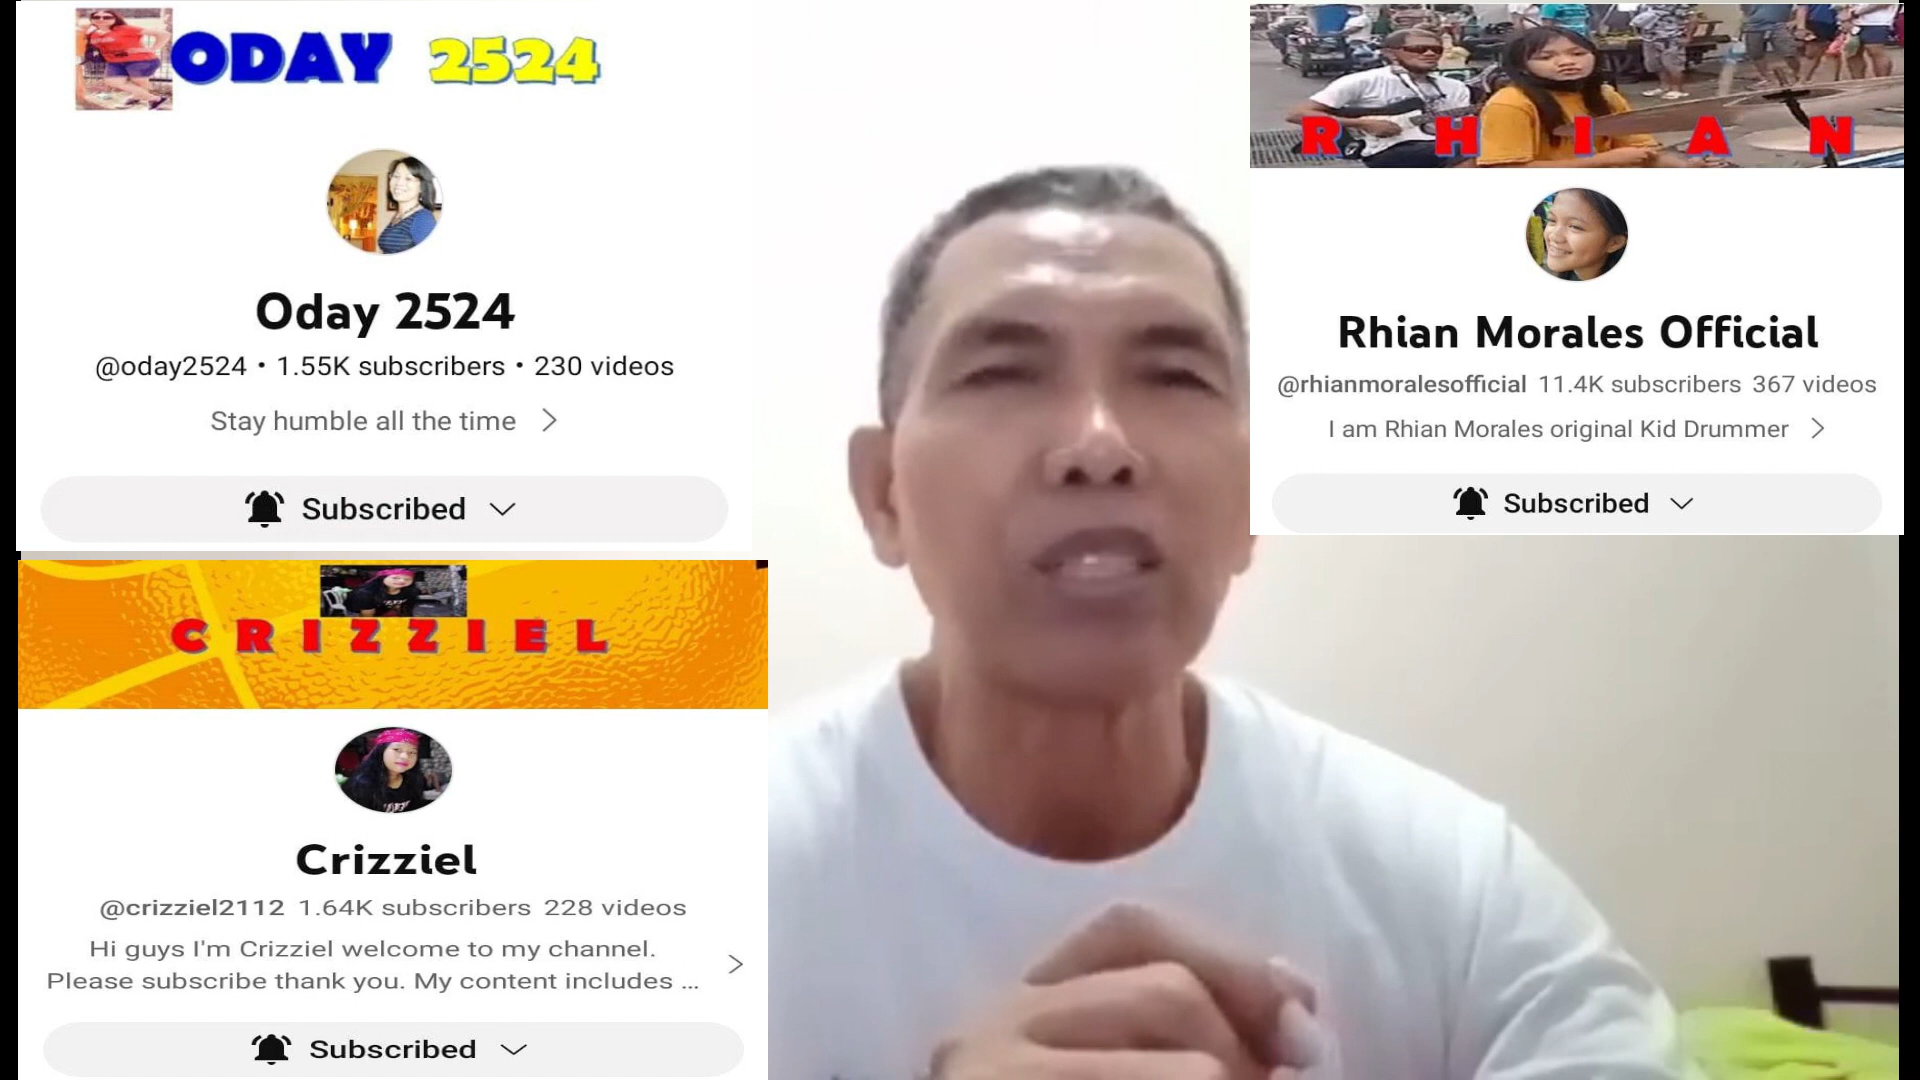 ODAY 2524
Oday 2524
@oday2524 • 1.55K subscribers • 230 videos
Stay humble all the time
Subscribed
CRIZZIEL
Crizziel
@crizziel2112 1.64K subscribers 228 videos
Hi guys I'm Crizziel welcome to my channel.
Please subscribe thank you. My content includes ...
Subscribed
RHIAN
Rhian Morales Official
@rhianmoralesofficial 11.4K subscribers 367 videos
I am Rhian Morales original Kid Drummer
Subscribed